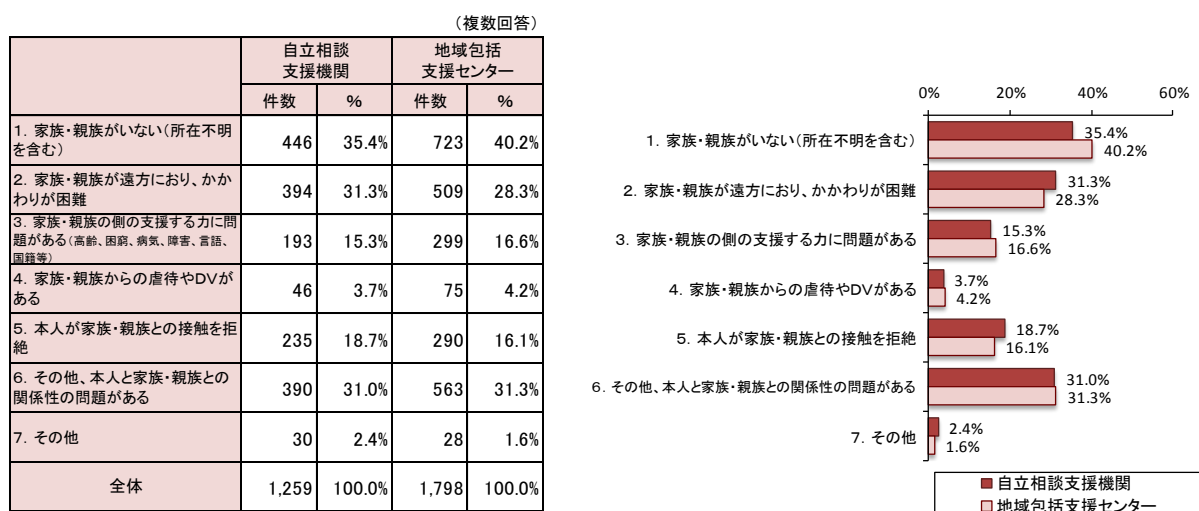 （複数回答）
自立相談
支援機関
地域包括
支援センター
件数 % 件数 %
1. 家族・親族がいない（所在不明
を含む） 446 35.4% 723 40.2%
2. 家族・親族が遠方におり、かか
わりが困難 394 31.3% 509 28.3%
3. 家族・親族の側の支援する力に問
題がある（高齢、困窮、病気、障害、言語、
国籍等） 193 15.3% 299 16.6%
4. 家族・親族からの虐待やDVが
ある 46 3.7% 75 4.2%
5. 本人が家族・親族との接触を拒
絶 235 18.7% 290 16.1%
6. その他、本人と家族・親族との
関係性の問題がある 390 31.0% 563 31.3%
7. その他 30 2.4% 28 1.6%
全体 1,259 100.0% 1,798 100.0%
0% 20% 40% 60%
1. 家族・親族がいない（所在不明を含む） 35.4%
40.2%
2. 家族・親族が遠方におり、かかわりが困難 31.3%
28.3%
3. 家族・親族の側の支援する力に問題がある 15.3%
16.6%
4. 家族・親族からの虐待やDVがある 3.7%
4.2%
5. 本人が家族・親族との接触を拒絶 18.7%
16.1%
6. その他、本人と家族・親族との関係性の問題がある 31.0%
31.3%
7. その他 2.4%
1.6%
自立相談支援機関
地域包括支援センター